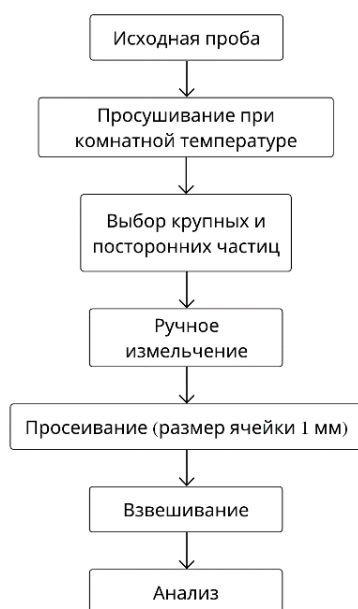 Исходная проба
Просушивание при
комнатной температуре
Выбор крупных и
посторонних частиц
Ручное
измельчение
Просеивание (размер ячейки 1 мм)
Взвешивание
Анализ